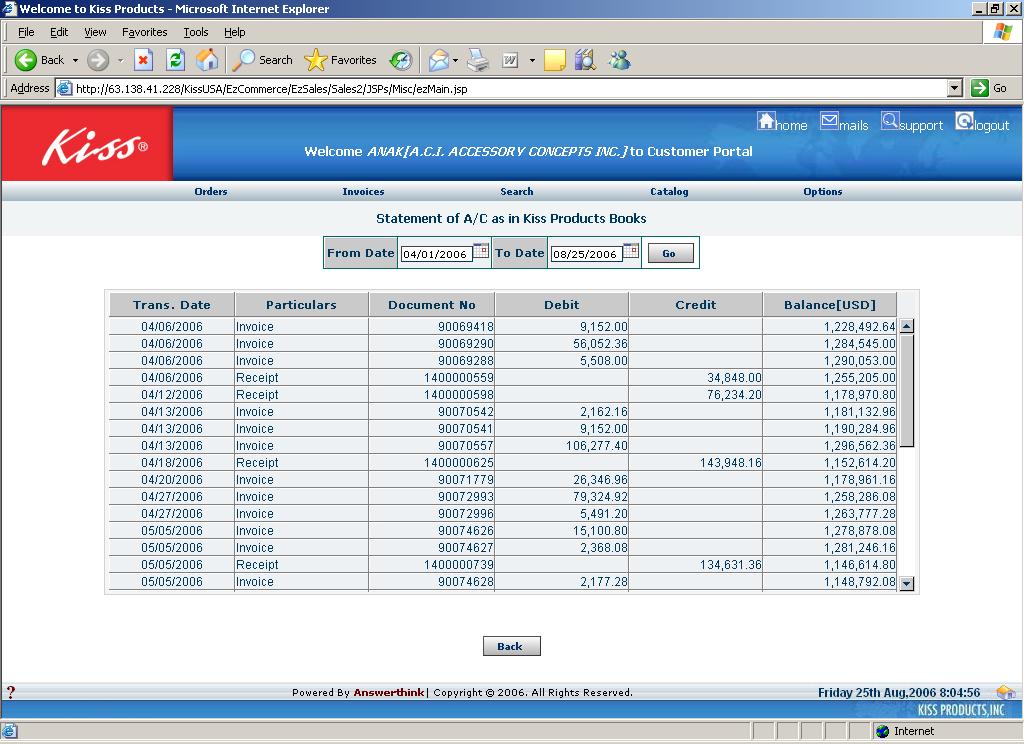 Welcome to Kiss Products - Microsoft Internet Explorer
File Edit View Favorites Tools Help
Back Search Favorites W
Address http://63.138.41.228/KissUSA/EzCommerce/EzSales/Sales2/JSPs/Misc/ezMain.jsp Go
home mails support logout
Kiss®
Welcome ANAK[A.C.I. ACCESSORY CONCEPTS INC.]to Customer Portal
Orders Invoices Search Catalog Options
Statement of A/C as in Kiss Products Books
From Date 04/01/2006 To Date 08/25/2006 Go
Trans. Date Particulars Document No Debit Credit Balance[USD]
04/06/2006 Invoice 90069418 9,152.00 1,228,492.64
04/06/2006 Invoice 90069290 56,052.36 1,284,545.00
04/06/2006 Invoice 90069288 5,508.00 1,290,053.00
04/06/2006 Receipt 1400000559 34,848.00 1,255,205.00
04/12/2006 Receipt 1400000598 76,234.20 1,178,970.80
04/13/2006 Invoice 90070542 2,162.16 1,181,132.96
04/13/2006 Invoice 90070541 9,152.00 1,190,284.96
04/13/2006 Invoice 90070557 106,277.40 1,296,562.36
04/18/2006 Receipt 1400000625 143,948.16 1,152,614.20
04/20/2006 Invoice 90071779 26,346.96 1,178,961.16
04/27/2006 Invoice 90072993 79,324.92 1,258,286.08
04/27/2006 Invoice 90072996 5,491.20 1,263,777.28
05/05/2006 Invoice 90074626 15,100.80 1,278,878.08
05/05/2006 Invoice 90074627 2,368.08 1,281,246.16
05/05/2006 Receipt 1400000739 134,631.36 1,146,614.80
05/05/2006 Invoice 90074628 2,177.28 1,148,792.08
Back
? Powered By Answerthink| Copyright © 2006. All Rights Reserved. Friday 25th Aug,2006 8:04:56
KISS PRODUCTS,INC
Internet